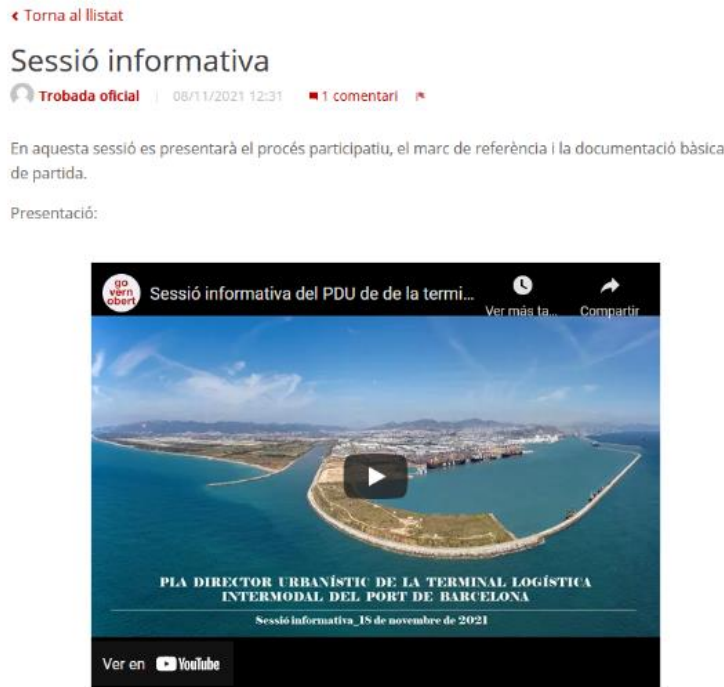 Torna al llistat
Sessió informativa
Trobada oficial 08/11/2021 12:31 1 comentari
En aquesta sessió es presentarà el procés participatiu, el marc de referència i la documentació bàsica
de partida.
Presentació:
go
vern
obert
Sessió informativa del PDU de de la termi...
Ver más ta...
Compartir
PLA DIRECTOR URBANÍSTIC DE LA TERMINAL LOGÍSTICA
INTERMODAL DEL PORT DE BARCELONA
Sessió informativa_18 de novembre de 2021
Ver en YouTube